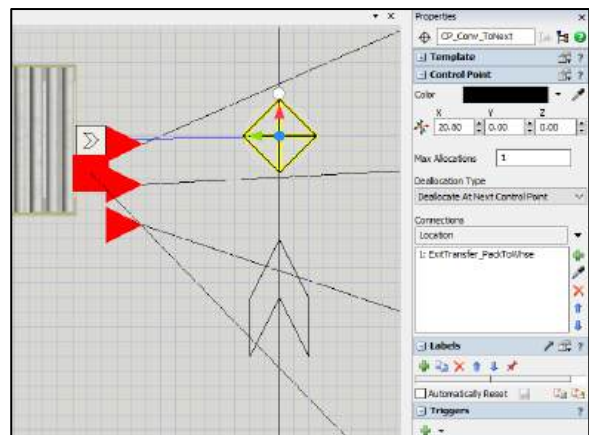 Properties
CP_Conv_ToNext
Template
Control Point
Color
X Y Z
20.80 0.00 0.00
Max Allocations 1
Deallocation Type
Deallocate At Next Control Point
Connections
Location
1: ExitTransfer_PackToWhse
Labels
Automatically Reset
Triggers